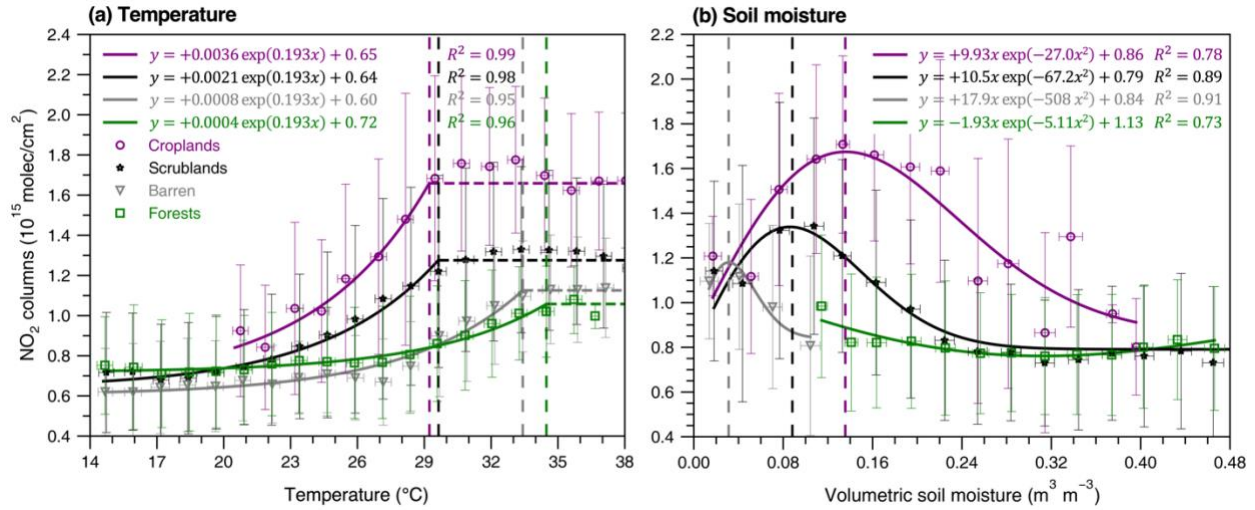 (a) Temperature
2.4
2.2
2.0
1.8
1.6
1.4
1.2
1.0
0.8
0.6
0.4
NO₂ columns (10¹⁵ molec/cm²)
y = +0.0036 exp(0.193x) + 0.65 R² = 0.99
y = +0.0021 exp(0.193x) + 0.64 R² = 0.98
y = +0.0008 exp(0.193x) + 0.60 R² = 0.95
y = +0.0004 exp(0.193x) + 0.72 R² = 0.96
Croplands
Scrublands
Barren
Forests
14 17 20 23 26 29 32 35 38
Temperature (°C)
(b) Soil moisture
2.2
2.0
1.8
1.6
1.4
1.2
1.0
0.8
0.6
0.4
y = +9.93x exp(−27.0x²) + 0.86 R² = 0.78
y = +10.5x exp(−67.2x²) + 0.79 R² = 0.89
y = +17.9x exp(−508 x²) + 0.84 R² = 0.91
y = −1.93x exp(−5.11x²) + 1.13 R² = 0.73
0.00 0.08 0.16 0.24 0.32 0.40 0.48
Volumetric soil moisture (m³ m⁻³)